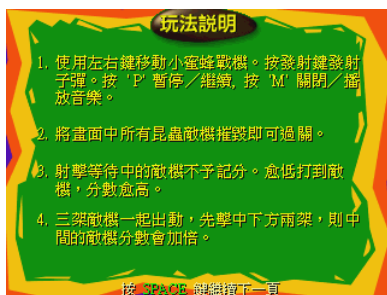 玩法說明
1. 使用左右鍵移動小蜜蜂戰機。按發射鍵發射
子彈。按 'P' 暫停／繼續, 按 'M' 關閉／播
放音樂。
2. 將畫面中所有昆蟲敵機摧毀即可過關。
3. 射擊等待中的敵機不予記分。愈低打到敵
機，分數愈高。
4. 三架敵機一起出動，先擊中下方兩架，則中
間的敵機分數會加倍。
按 SPACE 鍵繼續下一頁